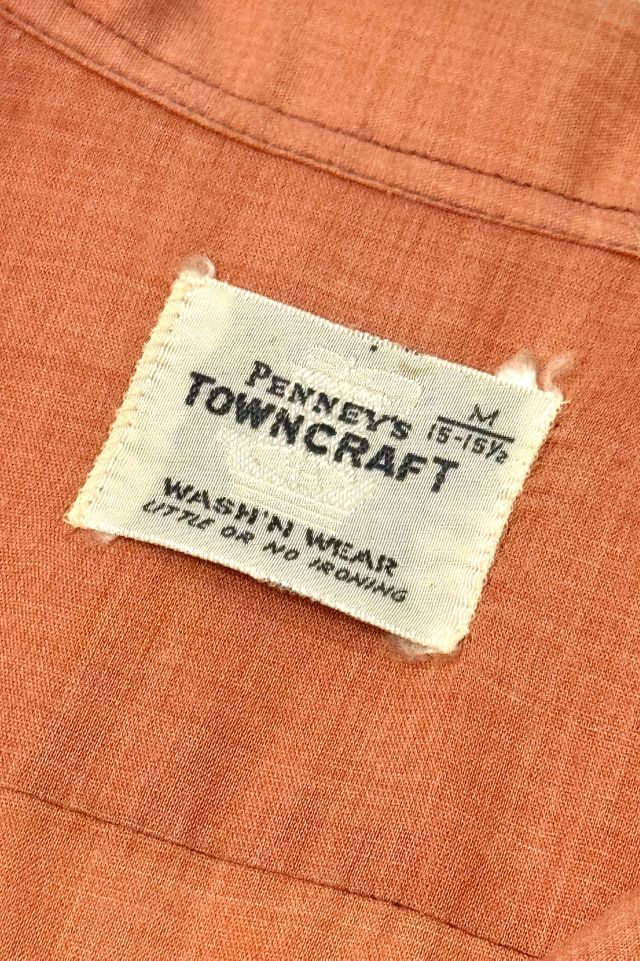 PENNEY'S
TOWNCRAFT
M
15-15½
WASH'N WEAR
LITTLE OR NO IRONING